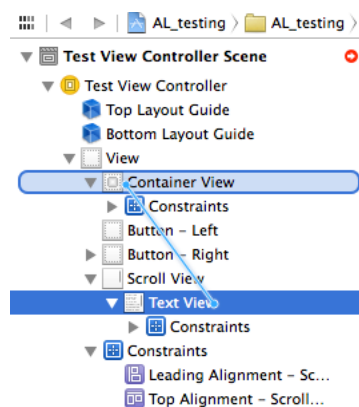 AL_testing AL_testing
Test View Controller Scene
Test View Controller
Top Layout Guide
Bottom Layout Guide
View
Container View
Constraints
Button - Left
Button - Right
Scroll View
Text View
Constraints
Constraints
Leading Alignment - Sc...
Top Alignment - Scroll...